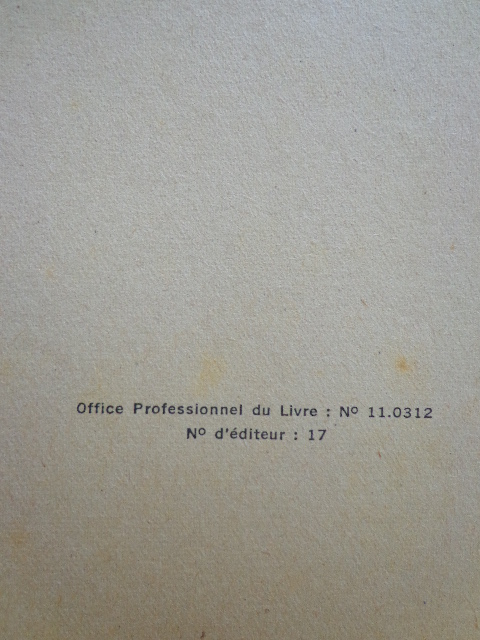 Office Professionnel du Livre : Nº 11.0312
Nº d'éditeur : 17